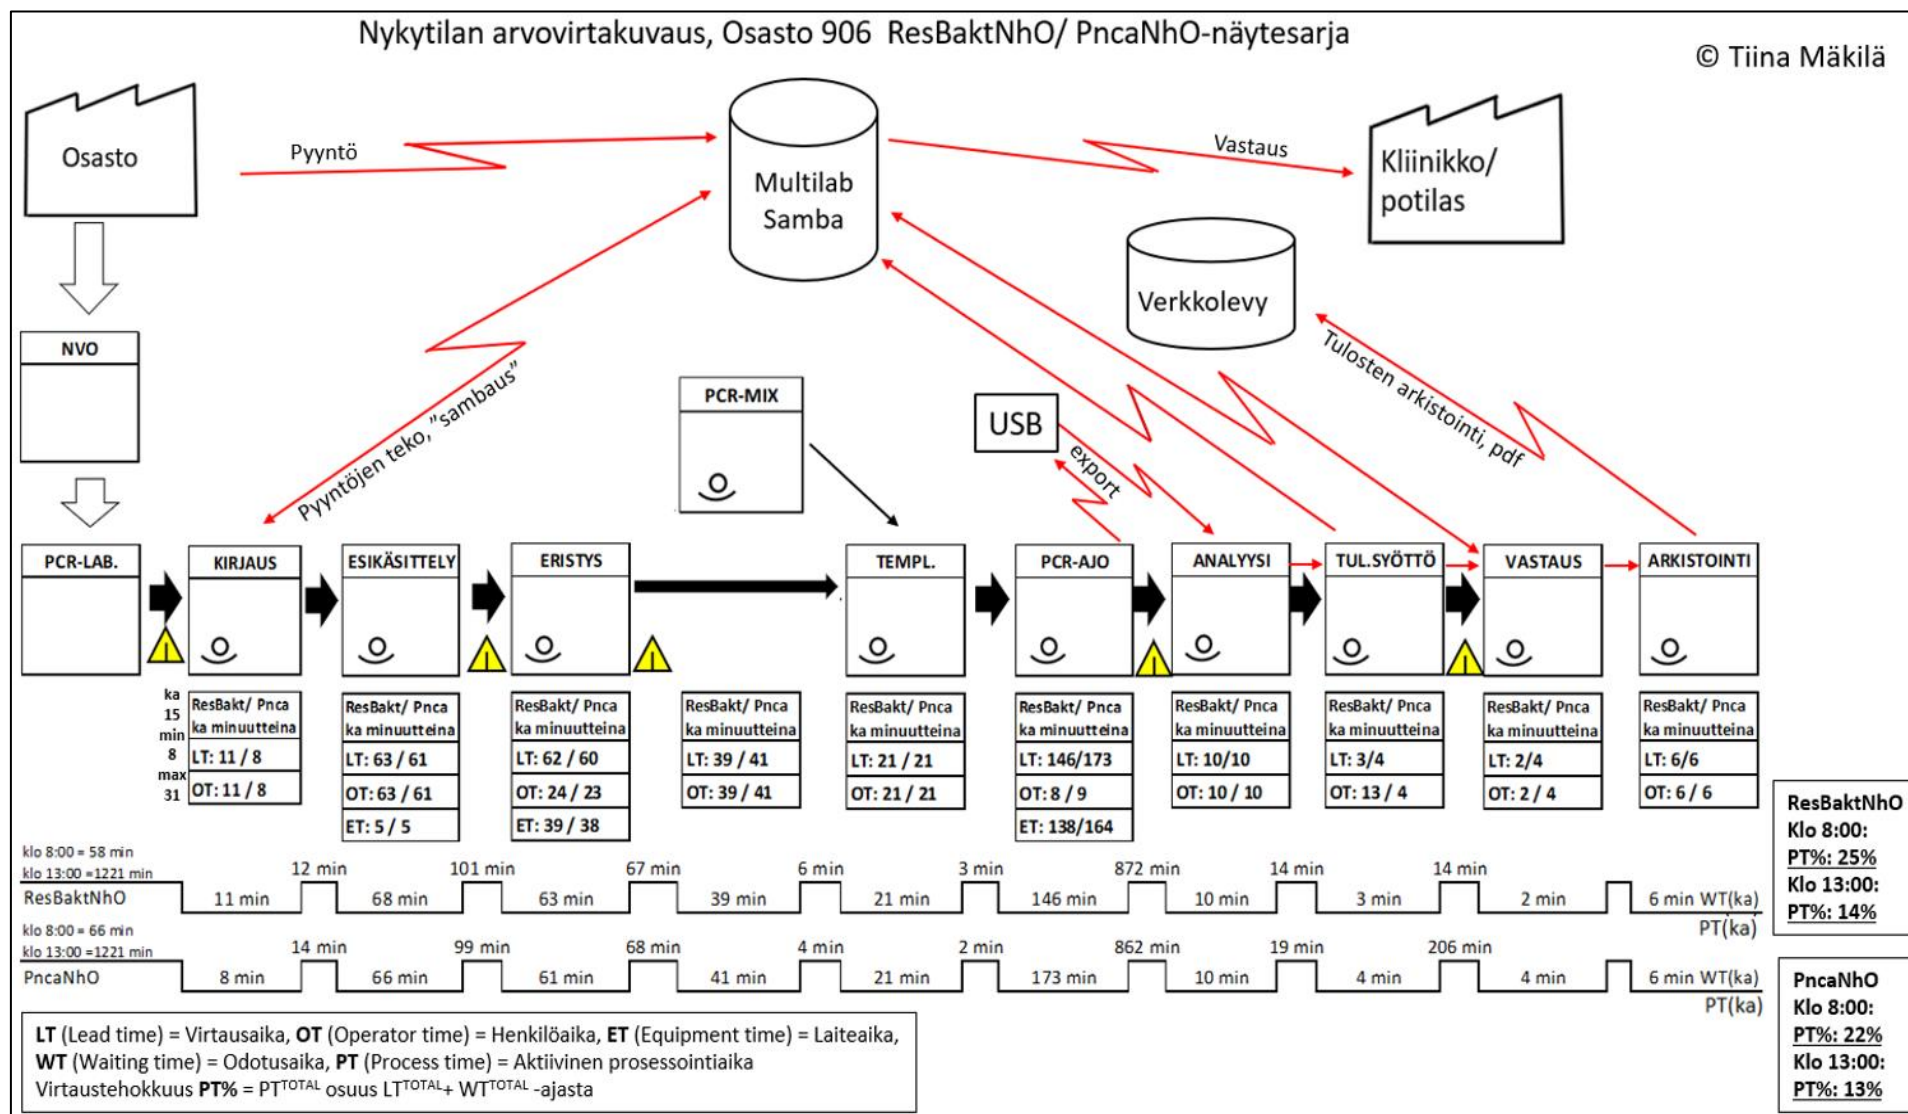 Nykytilan arvovirtakuvaus, Osasto 906 ResBaktNhO/ PncaNhO-näytesarja
© Tiina Mäkilä
Osasto
Pyyntö
Multilab
Samba
Vastaus
Kliinikko/
potilas
Verkkolevy
NVO
Pyyntöjen teko, "sambaus"
PCR-MIX
USB
export
Tulosten arkistointi, pdf
PCR-LAB.
KIRJAUS
ESIKÄSITTELY
ERISTYS
TEMPL.
PCR-AJO
ANALYYSI
TUL.SYÖTTÖ
VASTAUS
ARKISTOINTI
ka
15
min
8
max
31
ResBakt/ Pnca
ka minuutteina
LT: 11 / 8
OT: 11 / 8
ResBakt/ Pnca
ka minuutteina
LT: 63 / 61
OT: 63 / 61
ET: 5 / 5
ResBakt/ Pnca
ka minuutteina
LT: 62 / 60
OT: 24 / 23
ET: 39 / 38
ResBakt/ Pnca
ka minuutteina
LT: 39 / 41
OT: 39 / 41
ResBakt/ Pnca
ka minuutteina
LT: 21 / 21
OT: 21 / 21
ResBakt/ Pnca
ka minuutteina
LT: 146/173
OT: 8 / 9
ET: 138/164
ResBakt/ Pnca
ka minuutteina
LT: 10/10
OT: 10 / 10
ResBakt/ Pnca
ka minuutteina
LT: 3/4
OT: 13 / 4
ResBakt/ Pnca
ka minuutteina
LT: 2/4
OT: 2 / 4
ResBakt/ Pnca
ka minuutteina
LT: 6/6
OT: 6 / 6
klo 8:00 = 58 min
klo 13:00 =1221 min
ResBaktNhO
12 min 101 min 67 min 6 min 3 min 872 min 14 min 14 min
11 min 68 min 63 min 39 min 21 min 146 min 10 min 3 min 2 min 6 min WT(ka)
PT(ka)
klo 8:00 = 66 min
klo 13:00 =1221 min
PncaNhO
14 min 99 min 68 min 4 min 2 min 862 min 19 min 206 min
8 min 66 min 61 min 41 min 21 min 173 min 10 min 4 min 4 min 6 min WT(ka)
PT(ka)
ResBaktNhO
Klo 8:00:
PT%: 25%
Klo 13:00:
PT%: 14%
PncaNhO
Klo 8:00:
PT%: 22%
Klo 13:00:
PT%: 13%
LT (Lead time) = Virtausaika, OT (Operator time) = Henkilöaika, ET (Equipment time) = Laiteaika,
WT (Waiting time) = Odotusaika, PT (Process time) = Aktiivinen prosessointiaika
Virtaustehokkuus PT% = PTTOTAL osuus LTTOTAL+ WTTOTAL -ajasta